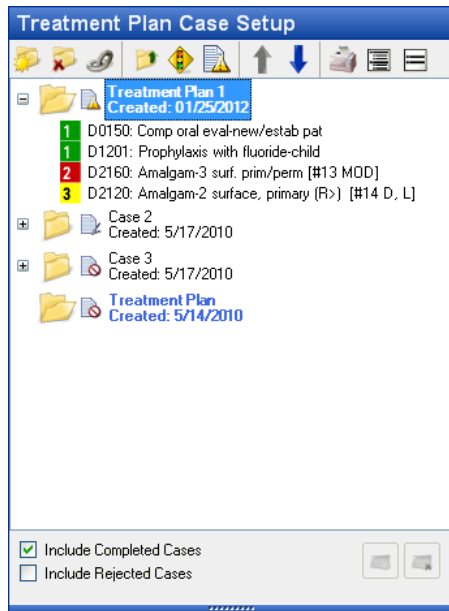 Treatment Plan Case Setup
Treatment Plan 1
Created: 01/25/2012
1 D0150: Comp oral eval-new/estab pat
1 D1201: Prophylaxis with fluoride-child
2 D2160: Amalgam-3 surf. prim/perm [#13 MOD]
3 D2120: Amalgam-2 surface, primary (R>) [#14 D, L]
Case 2
Created: 5/17/2010
Case 3
Created: 5/17/2010
Treatment Plan
Created: 5/14/2010
Include Completed Cases
Include Rejected Cases